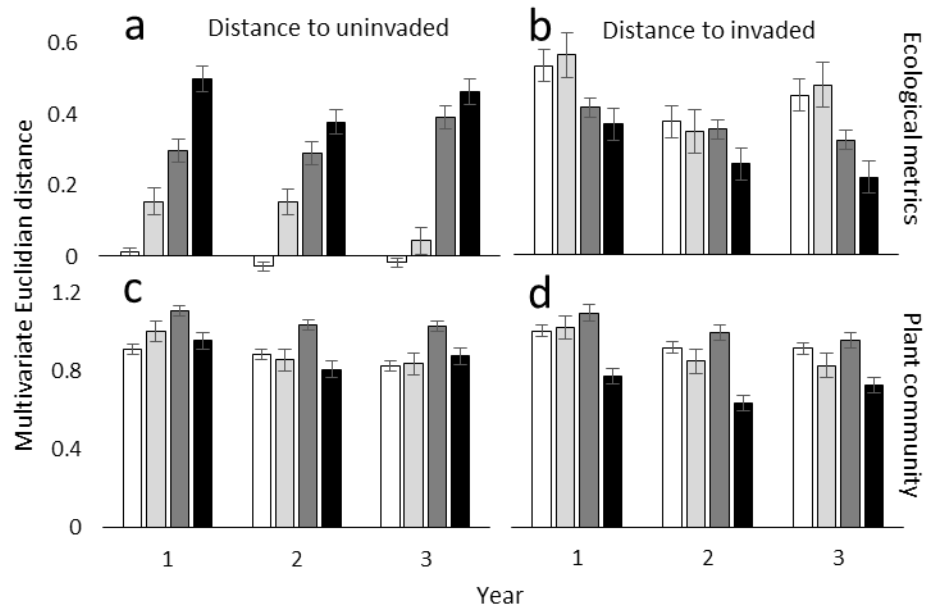 a Distance to uninvaded
b Distance to invaded
0.6
0.4
0.2
0
Ecological metrics
Multivariate Euclidian distance
c
d
1.2
0.8
0.4
0
Plant community
1 2 3
1 2 3
Year